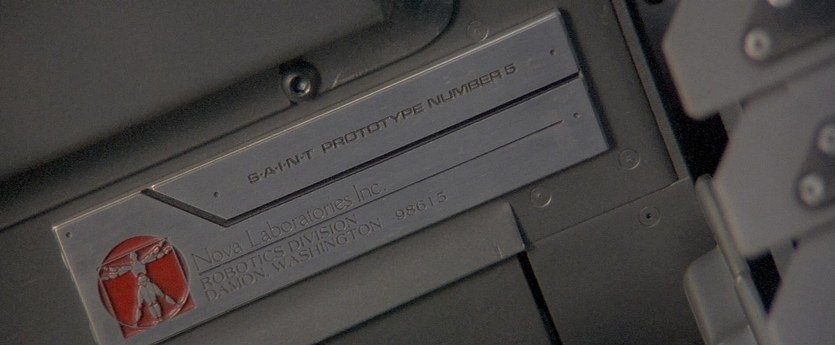 S·A·I·N·T PROTOTYPE NUMBER 5
Nova Laboratories Inc.
ROBOTICS DIVISION
DAMON, WASHINGTON 98615